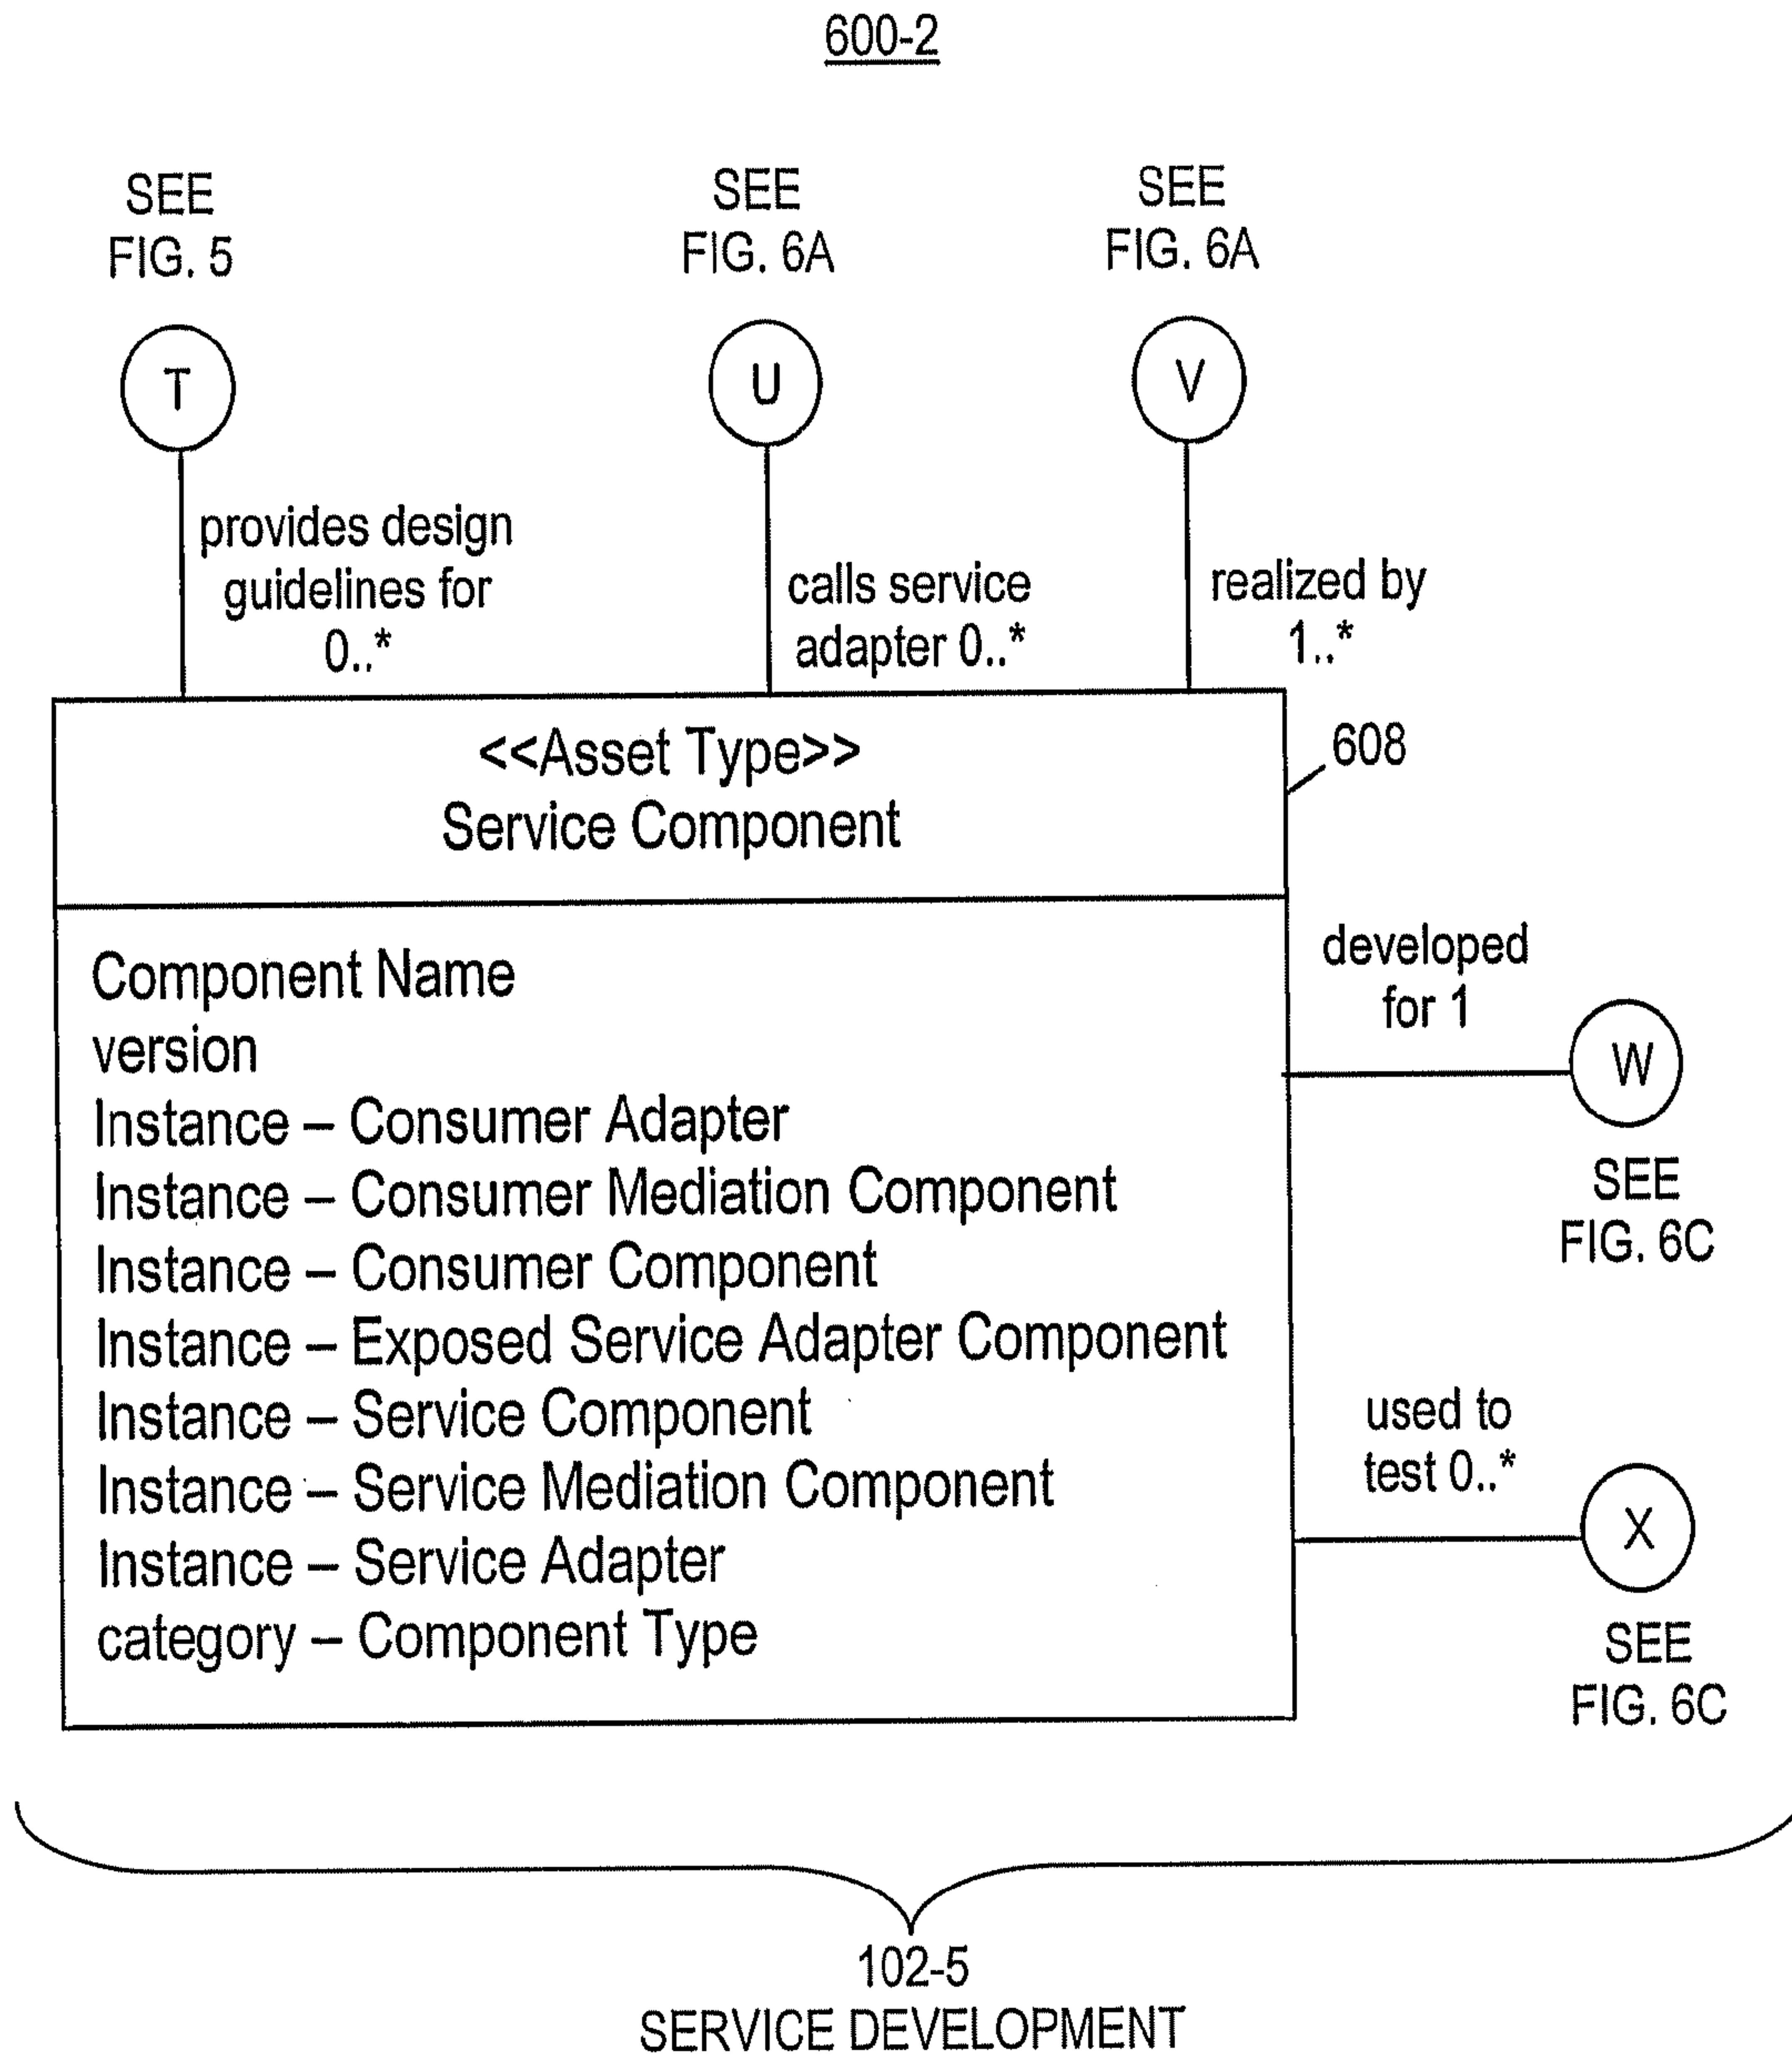 600-2
SEE
FIG. 5
SEE
FIG. 6A
SEE
FIG. 6A
T
U
V
provides design
guidelines for
0..*
calls service
adapter 0..*
realized by
1..*
<<Asset Type>>
Service Component
608
Component Name
version
Instance – Consumer Adapter
Instance – Consumer Mediation Component
Instance – Consumer Component
Instance – Exposed Service Adapter Component
Instance – Service Component
Instance – Service Mediation Component
Instance – Service Adapter
category – Component Type
developed
for 1
W
SEE
FIG. 6C
used to
test 0..*
X
SEE
FIG. 6C
102-5
SERVICE DEVELOPMENT